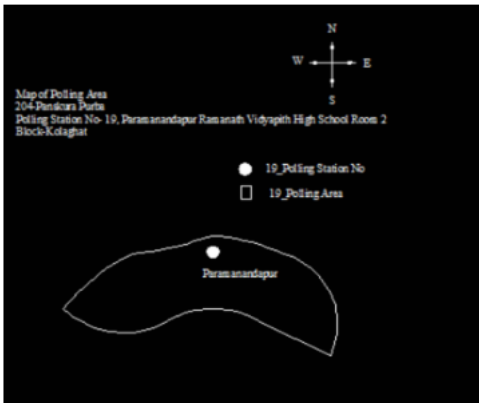 N
W E
S
Map of Polling Area
204-Panskura Purba
Polling Station No- 19, Paramanandapur Ramanath Vidyapith High School Room 2
Block-Kolaghat
19_Polling Station No
19_Polling Area
Paramanandapur